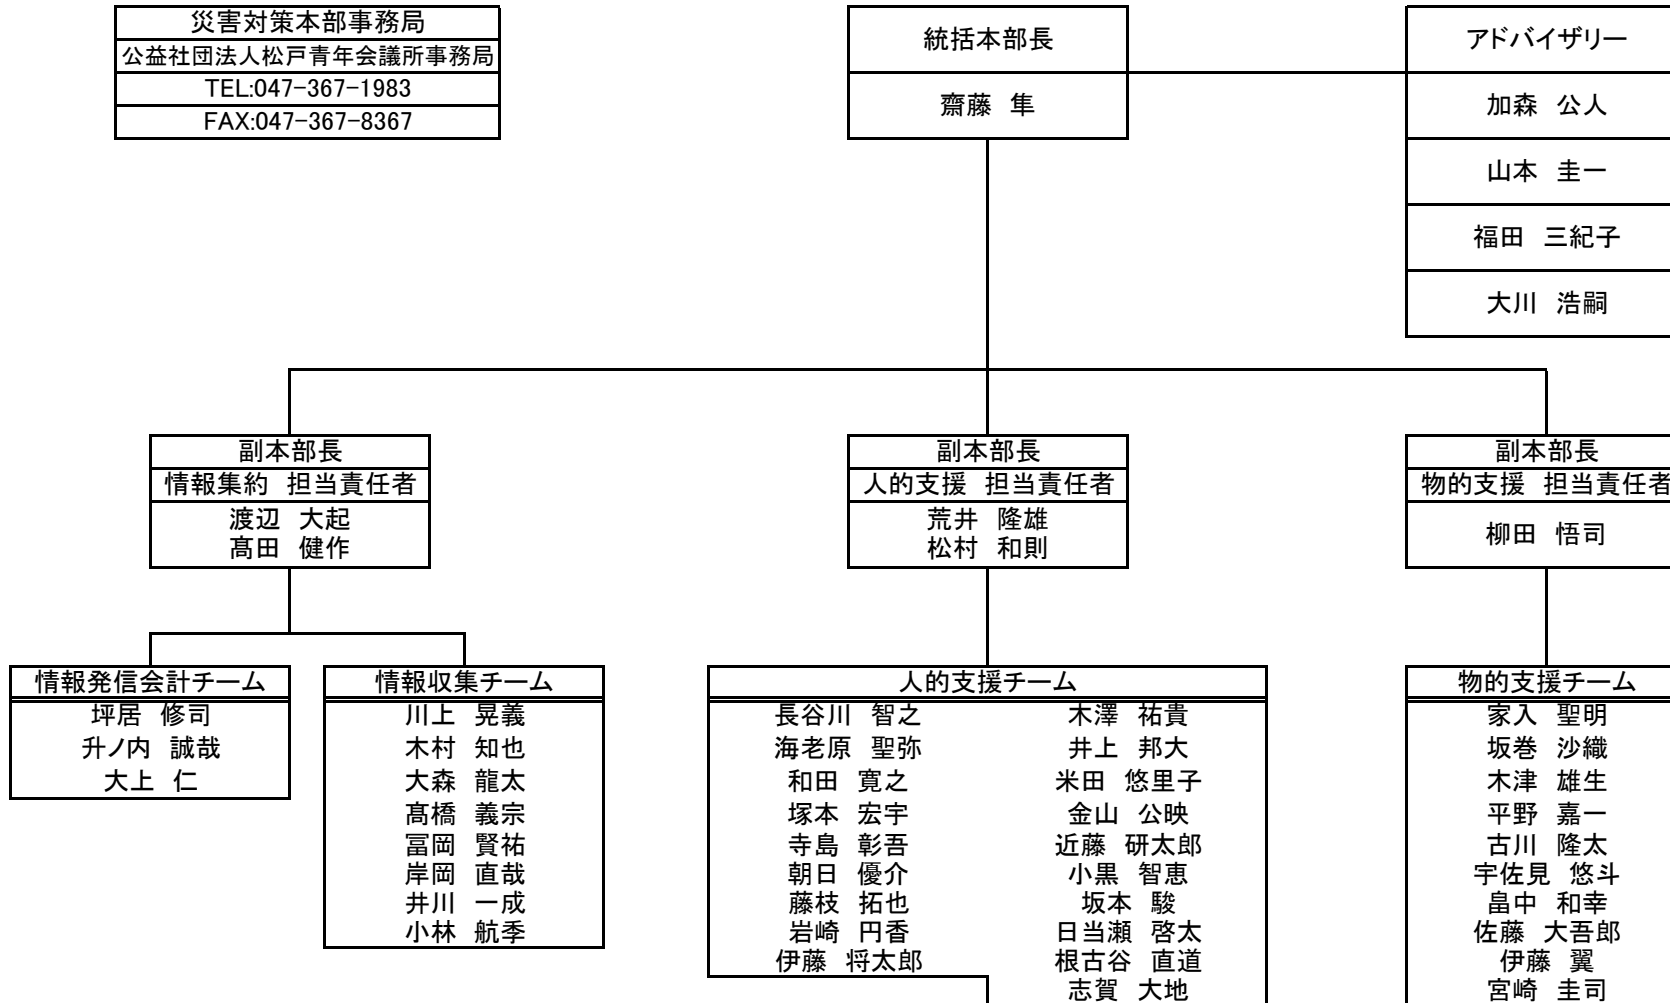 災害対策本部事務局
公益社団法人松戸青年会議所事務局
TEL:047-367-1983
FAX:047-367-8367
統括本部長
齋藤 隼
アドバイザリー
加森 公人
山本 圭一
福田 三紀子
大川 浩嗣
副本部長
情報集約 担当責任者
渡辺 大起
髙田 健作
副本部長
人的支援 担当責任者
荒井 隆雄
松村 和則
副本部長
物的支援 担当責任者
柳田 悟司
情報発信会計チーム
坪居 修司
升ノ内 誠哉
大上 仁
情報収集チーム
川上 晃義
木村 知也
大森 龍太
髙橋 義宗
冨岡 賢祐
岸岡 直哉
井川 一成
小林 航季
人的支援チーム
長谷川 智之
海老原 聖弥
和田 寛之
塚本 宏宇
寺島 彰吾
朝日 優介
藤枝 拓也
岩崎 円香
伊藤 将太郎
木澤 祐貴
井上 邦大
米田 悠里子
金山 公映
近藤 研太郎
小黒 智恵
坂本 駿
日当瀬 啓太
根古谷 直道
志賀 大地
物的支援チーム
家入 聖明
坂巻 沙織
木津 雄生
平野 嘉一
古川 隆太
宇佐見 悠斗
畠中 和幸
佐藤 大吾郎
伊藤 翼
宮崎 圭司